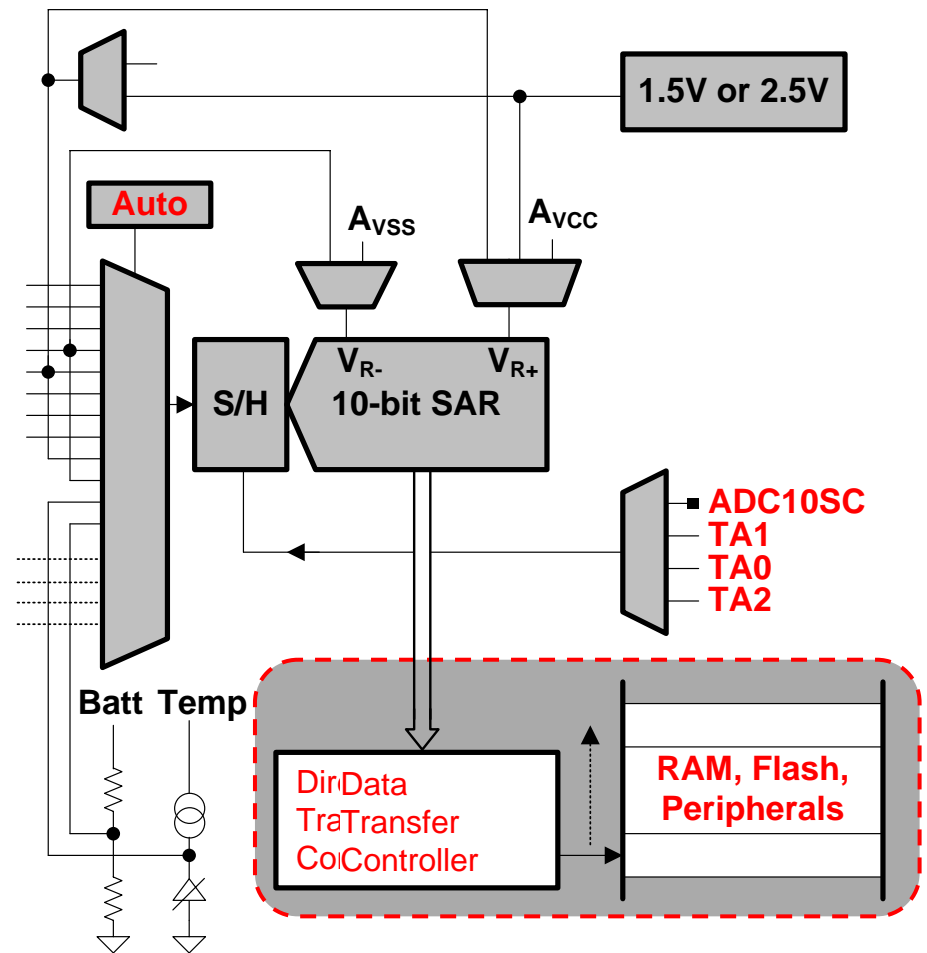 1.5V or 2.5V
Auto
AVSS
AVCC
VR-
VR+
S/H
10-bit SAR
ADC10SC
TA1
TA0
TA2
Batt Temp
Data
Transfer
Controller
RAM, Flash,
Peripherals